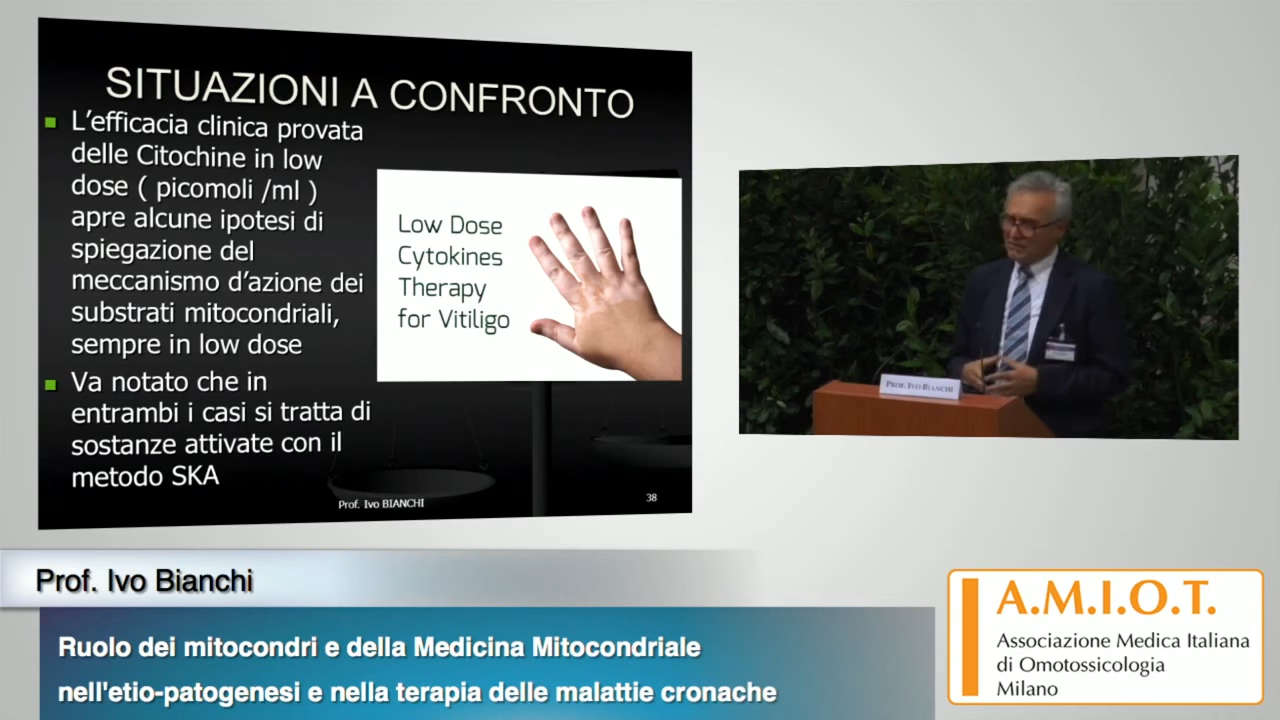 SITUAZIONI A CONFRONTO
L'efficacia clinica provata
delle Citochine in low
dose ( picomoli /ml )
apre alcune ipotesi di
spiegazione del
meccanismo d'azione dei
substrati mitocondriali,
sempre in low dose
Va notato che in
entrambi i casi si tratta di
sostanze attivate con il
metodo SKA
Low Dose
Cytokines
Therapy
for Vitiligo
Prof. Ivo BIANCHI
38
PROF. IVO BIANCHI
Prof. Ivo Bianchi
Ruolo dei mitocondri e della Medicina Mitocondriale
nell'etio-patogenesi e nella terapia delle malattie cronache
A.M.I.O.T.
Associazione Medica Italiana
di Omotossicologia
Milano